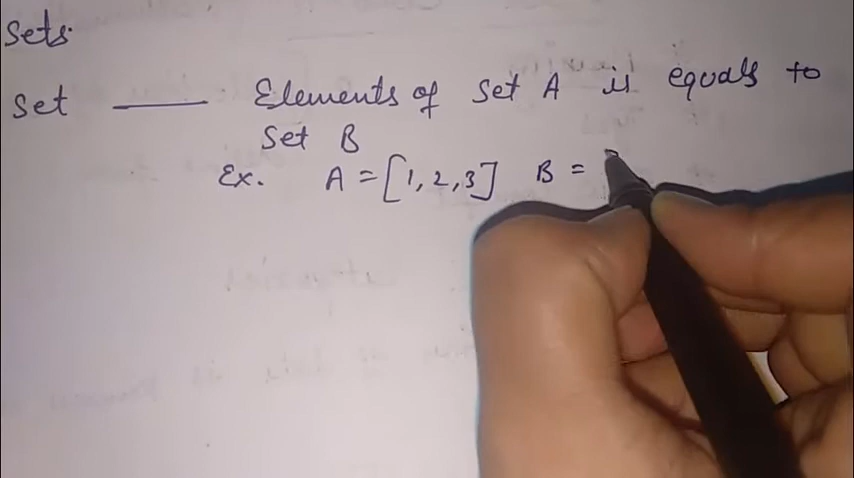 Sets.
Set — Elements of Set A is equals to
Set B
Ex. A = [1, 2, 3] B =